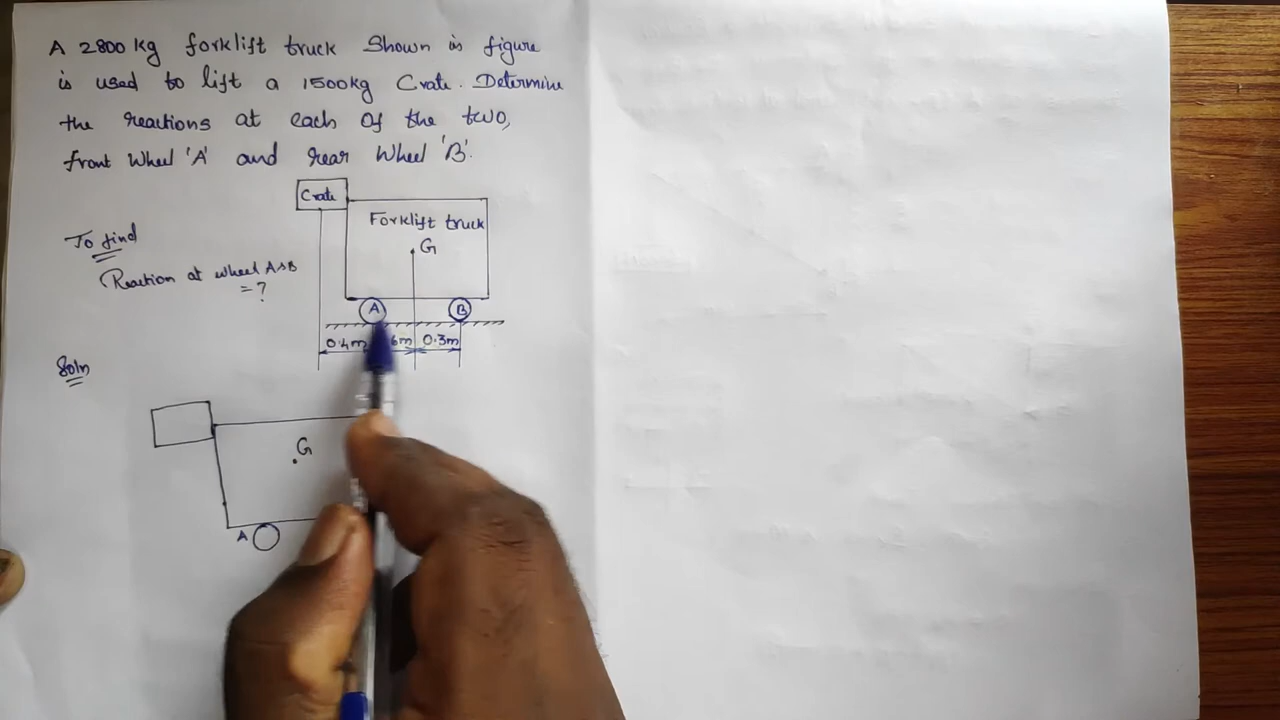 A 2800 kg forklift truck Shown in figure
is used to lift a 1500kg Crate. Determine
the reactions at each of the two,
front wheel 'A' and rear wheel 'B'.
Crate
Forklift truck
G
To find
Reaction at wheel A&B
= ?
A
B
0.4m 6m 0.3m
Soln
G
A